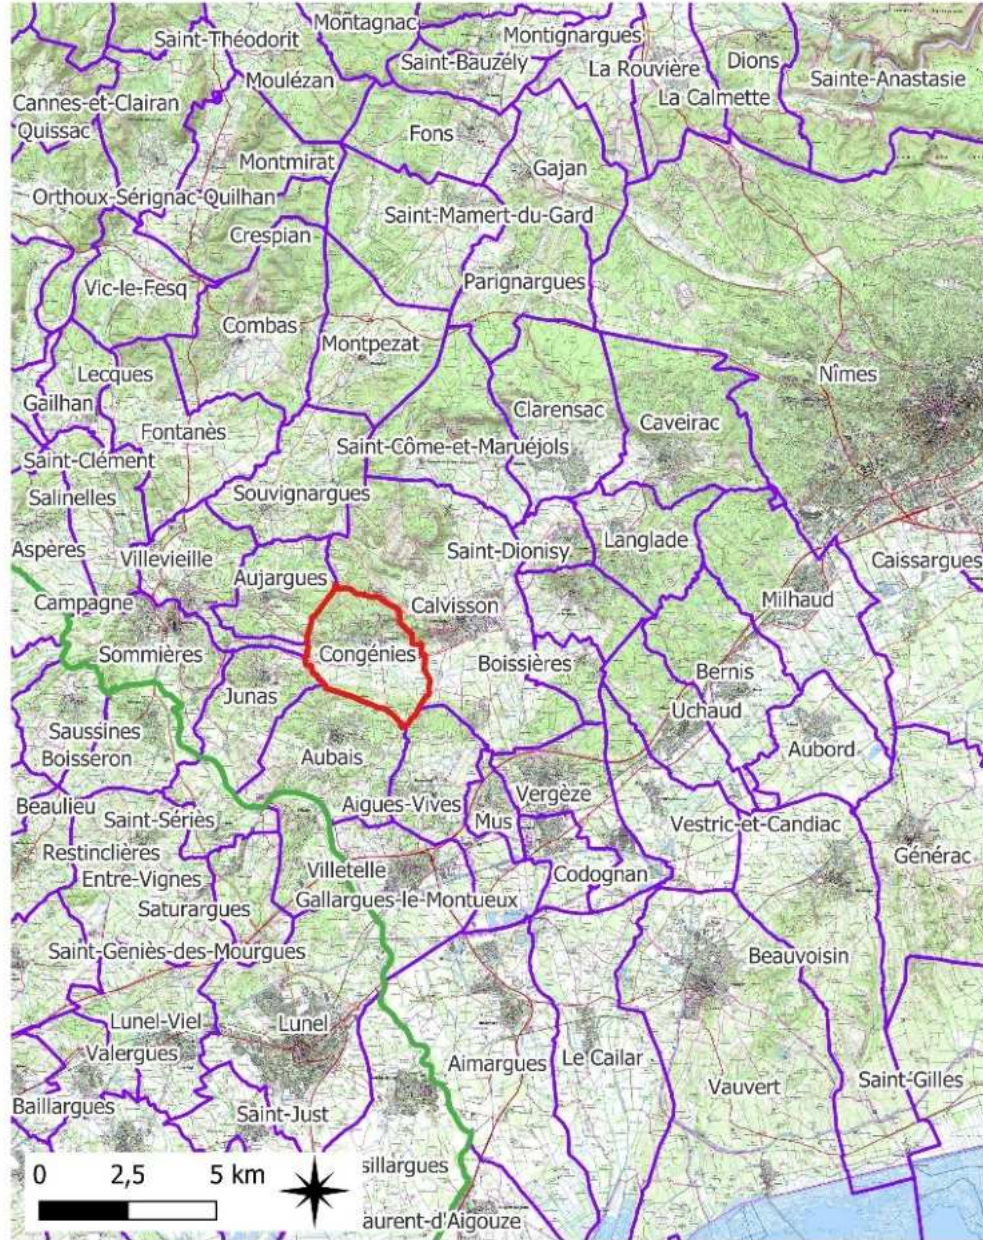 Montagnac
Saint-Théodorit
Montignargues
Saint-Bauzély
La Rouvière
Dions
Moulézan
Sainte-Anastasie
Cannes-et-Clairan
La Calmette
Quissac
Fons
Montmirat
Gajan
Orthoux-Sérignac-Quilhan
Saint-Mamert-du-Gard
Crespian
Vic-le-Fesq
Parignargues
Combas
Montpezat
Lecques
Nîmes
Gailhan
Clarensac
Caveirac
Fontanès
Saint-Côme-et-Maruéjols
Saint-Clément
Salinelles
Souvignargues
Aspères
Villevieille
Saint-Dionisy
Langlade
Caissargues
Aujargues
Campagne
Calvisson
Milhaud
Sommières
Congénies
Boissières
Junas
Bernis
Uchaud
Saussines
Boisseron
Aubais
Aubord
Beaulieu
Saint-Sériès
Aigues-Vives
Mus
Vergèze
Vestric-et-Candiac
Restinclières
Générac
Entre-Vignes
Villetelle
Codognan
Saturargues
Gallargues-le-Montueux
Saint-Geniès-des-Mourgues
Beauvoisin
Lunel-Viel
Lunel
Valergues
Aimargues
Le Cailar
Vauvert
Saint-Gilles
Baillargues
Saint-Just
0 2,5 5 km
sillargues
aurent-d'Aigouze